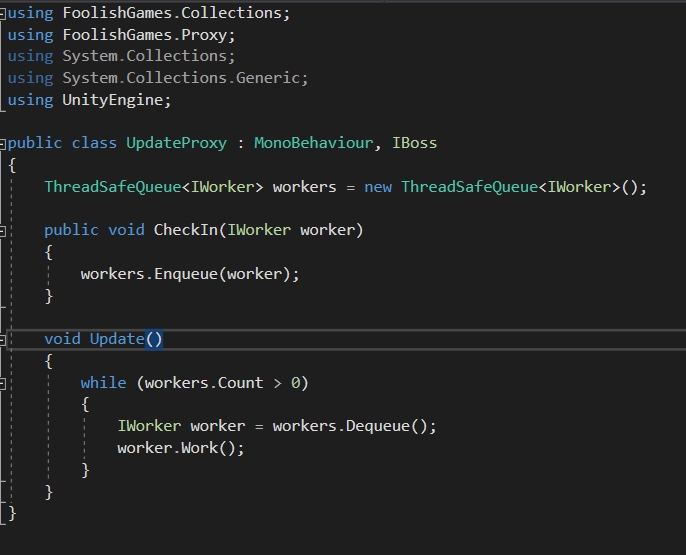 using FoolishGames.Collections;
using FoolishGames.Proxy;
using System.Collections;
using System.Collections.Generic;
using UnityEngine;

public class UpdateProxy : MonoBehaviour, IBoss
{
    ThreadSafeQueue<IWorker> workers = new ThreadSafeQueue<IWorker>();

    public void CheckIn(IWorker worker)
    {
        workers.Enqueue(worker);
    }

    void Update()
    {
        while (workers.Count > 0)
        {
            IWorker worker = workers.Dequeue();
            worker.Work();
        }
    }
}